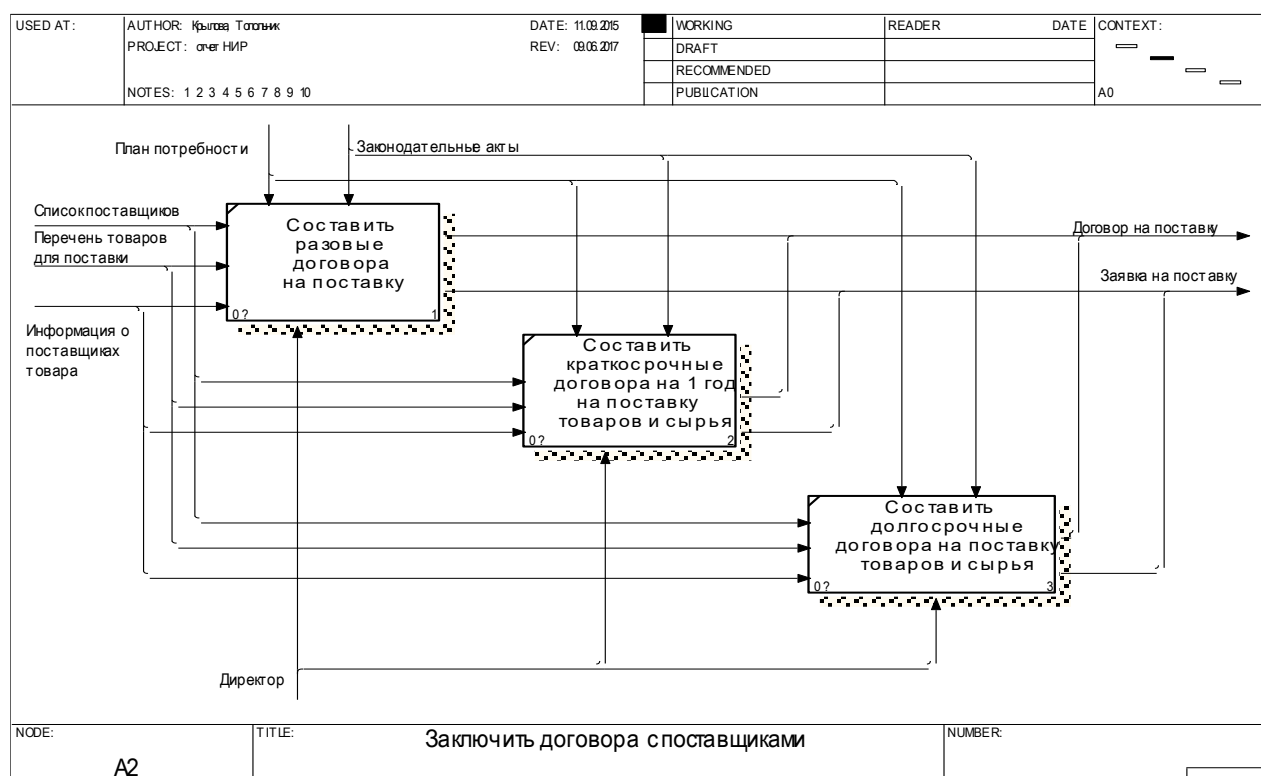 USED AT:
AUTHOR: Крылова, Топольник
DATE: 11.09.2015
WORKING
READER
DATE
CONTEXT:
PROJECT: отчет НИР
REV: 09.06.2017
DRAFT
RECOMMENDED
NOTES: 1 2 3 4 5 6 7 8 9 10
PUBLICATION
A0
План потребности
Законодательные акты
Список поставщиков
Перечень товаров
для поставки
Информация о
поставщиках
товара
Составить
разовые
договора
на поставку
0?
1
Договор на поставку
Заявка на поставку
Составить
краткосрочные
договора на 1 год
на поставку
товаров и сырья
0?
2
Составить
долгосрочные
договора на поставку
товаров и сырья
0?
3
Директор
NODE:
A2
TITLE:
Заключить договора с поставщиками
NUMBER: